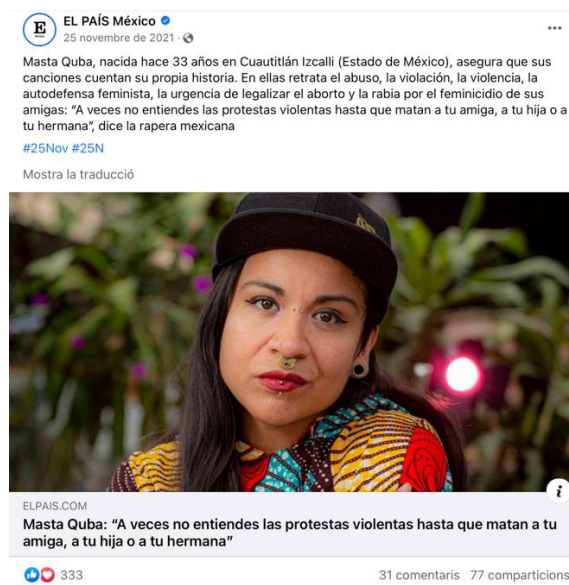 EL PAÍS México
25 novembre de 2021 ·
Masta Quba, nacida hace 33 años en Cuautitlán Izcalli (Estado de México), asegura que sus
canciones cuentan su propia historia. En ellas retrata el abuso, la violación, la violencia, la
autodefensa feminista, la urgencia de legalizar el aborto y la rabia por el feminicidio de sus
amigas: “A veces no entiendes las protestas violentas hasta que matan a tu amiga, a tu hija o a
tu hermana”, dice la rapera mexicana
#25Nov #25N
Mostra la traducció
ELPAIS.COM
Masta Quba: “A veces no entiendes las protestas violentas hasta que matan a tu
amiga, a tu hija o a tu hermana”
333
31 comentaris 77 comparticions